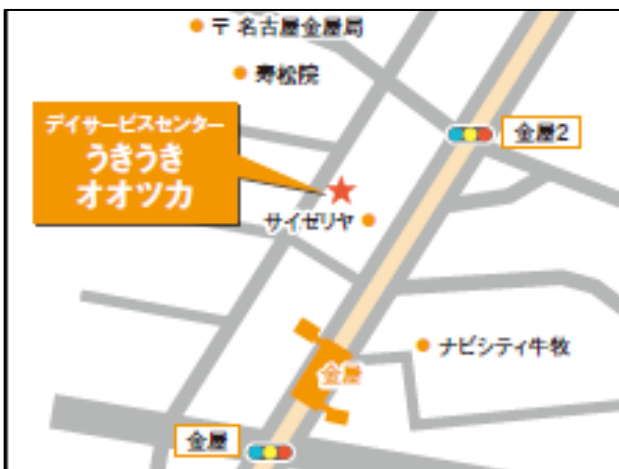 〒 名古屋金屋局
寿松院
デイサービスセンター
うきうき
オオツカ
金屋2
サイゼリヤ
ナビシティ牛牧
金屋
金屋